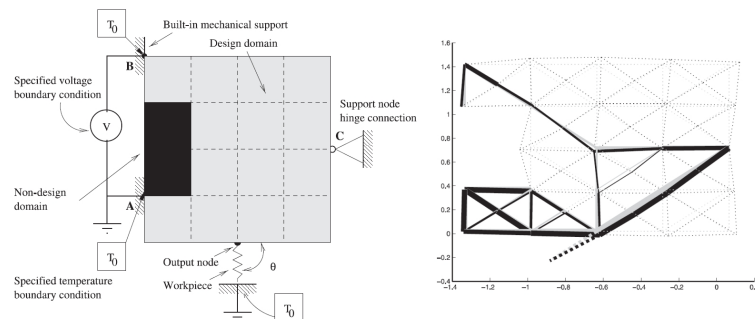 T0
Built-in mechanical support
Design domain
B
Specified voltage
boundary condition
V
Support node
hinge connection
C
Non-design
domain
A
T0
Output node
θ
Workpiece
Specified temperature
boundary condition
T0
1.6
1.4
1.2
1
0.8
0.6
0.4
0.2
0
−0.2
−0.4
−1.4
−1.2
−1
−0.8
−0.6
−0.4
−0.2
0